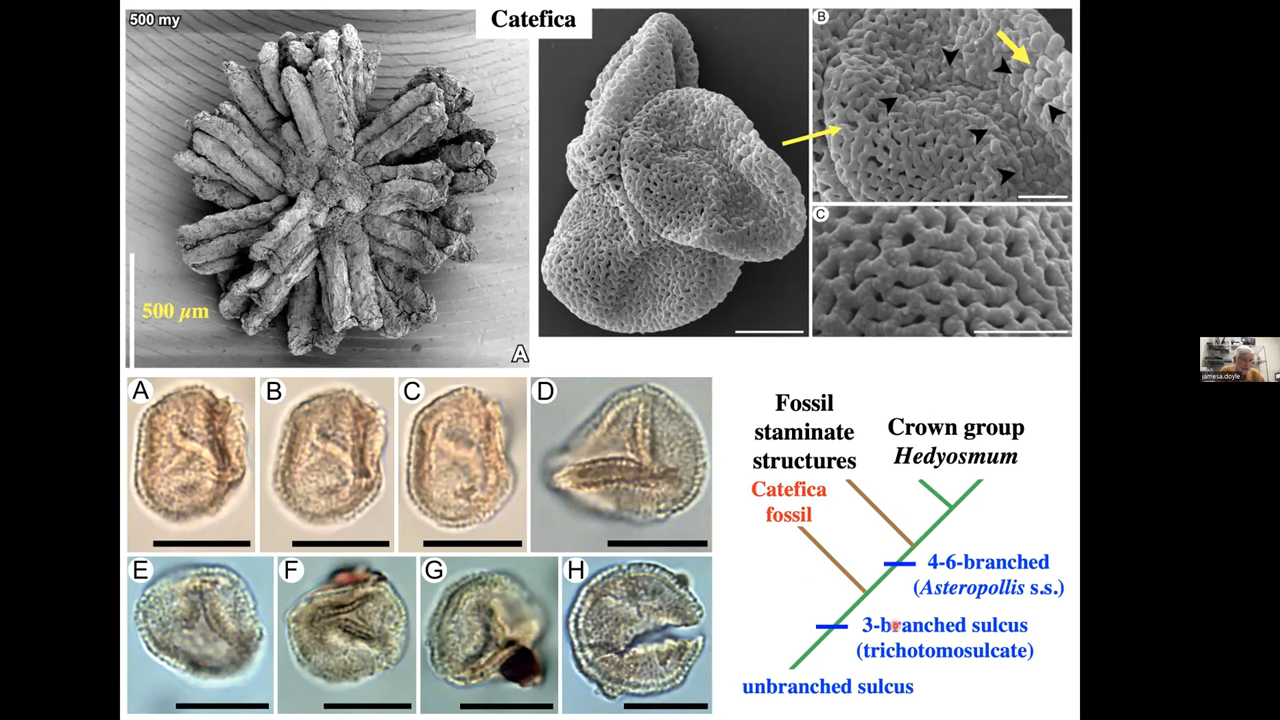 500 my
Catefica
B
C
500 µm
A
A
B
C
D
E
F
G
H
Fossil
staminate
structures
Catefica
fossil
Crown group
Hedyosmum
4-6-branched
(Asteropollis s.s.)
3-branched sulcus
(trichotomosulcate)
unbranched sulcus
jamesa.doyle